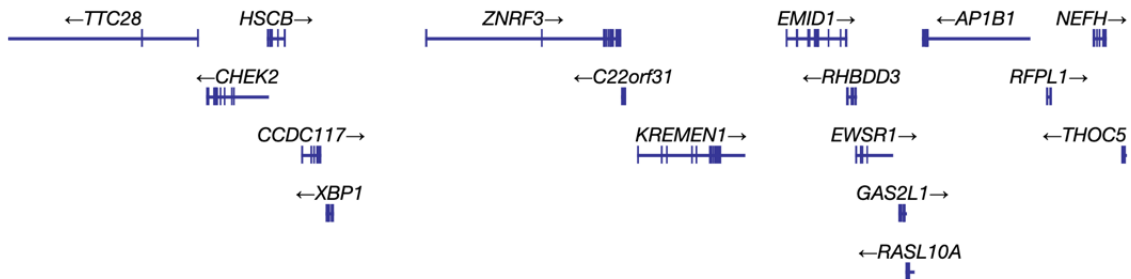 ←TTC28 HSCB→ ZNRF3→ EMID1→ ←AP1B1 NEFH→
←CHEK2 ←C22orf31 ←RHBDD3 RFPL1→
CCDC117→ KREMEN1→ EWSR1→ ←THOC5
←XBP1 GAS2L1→
←RASL10A